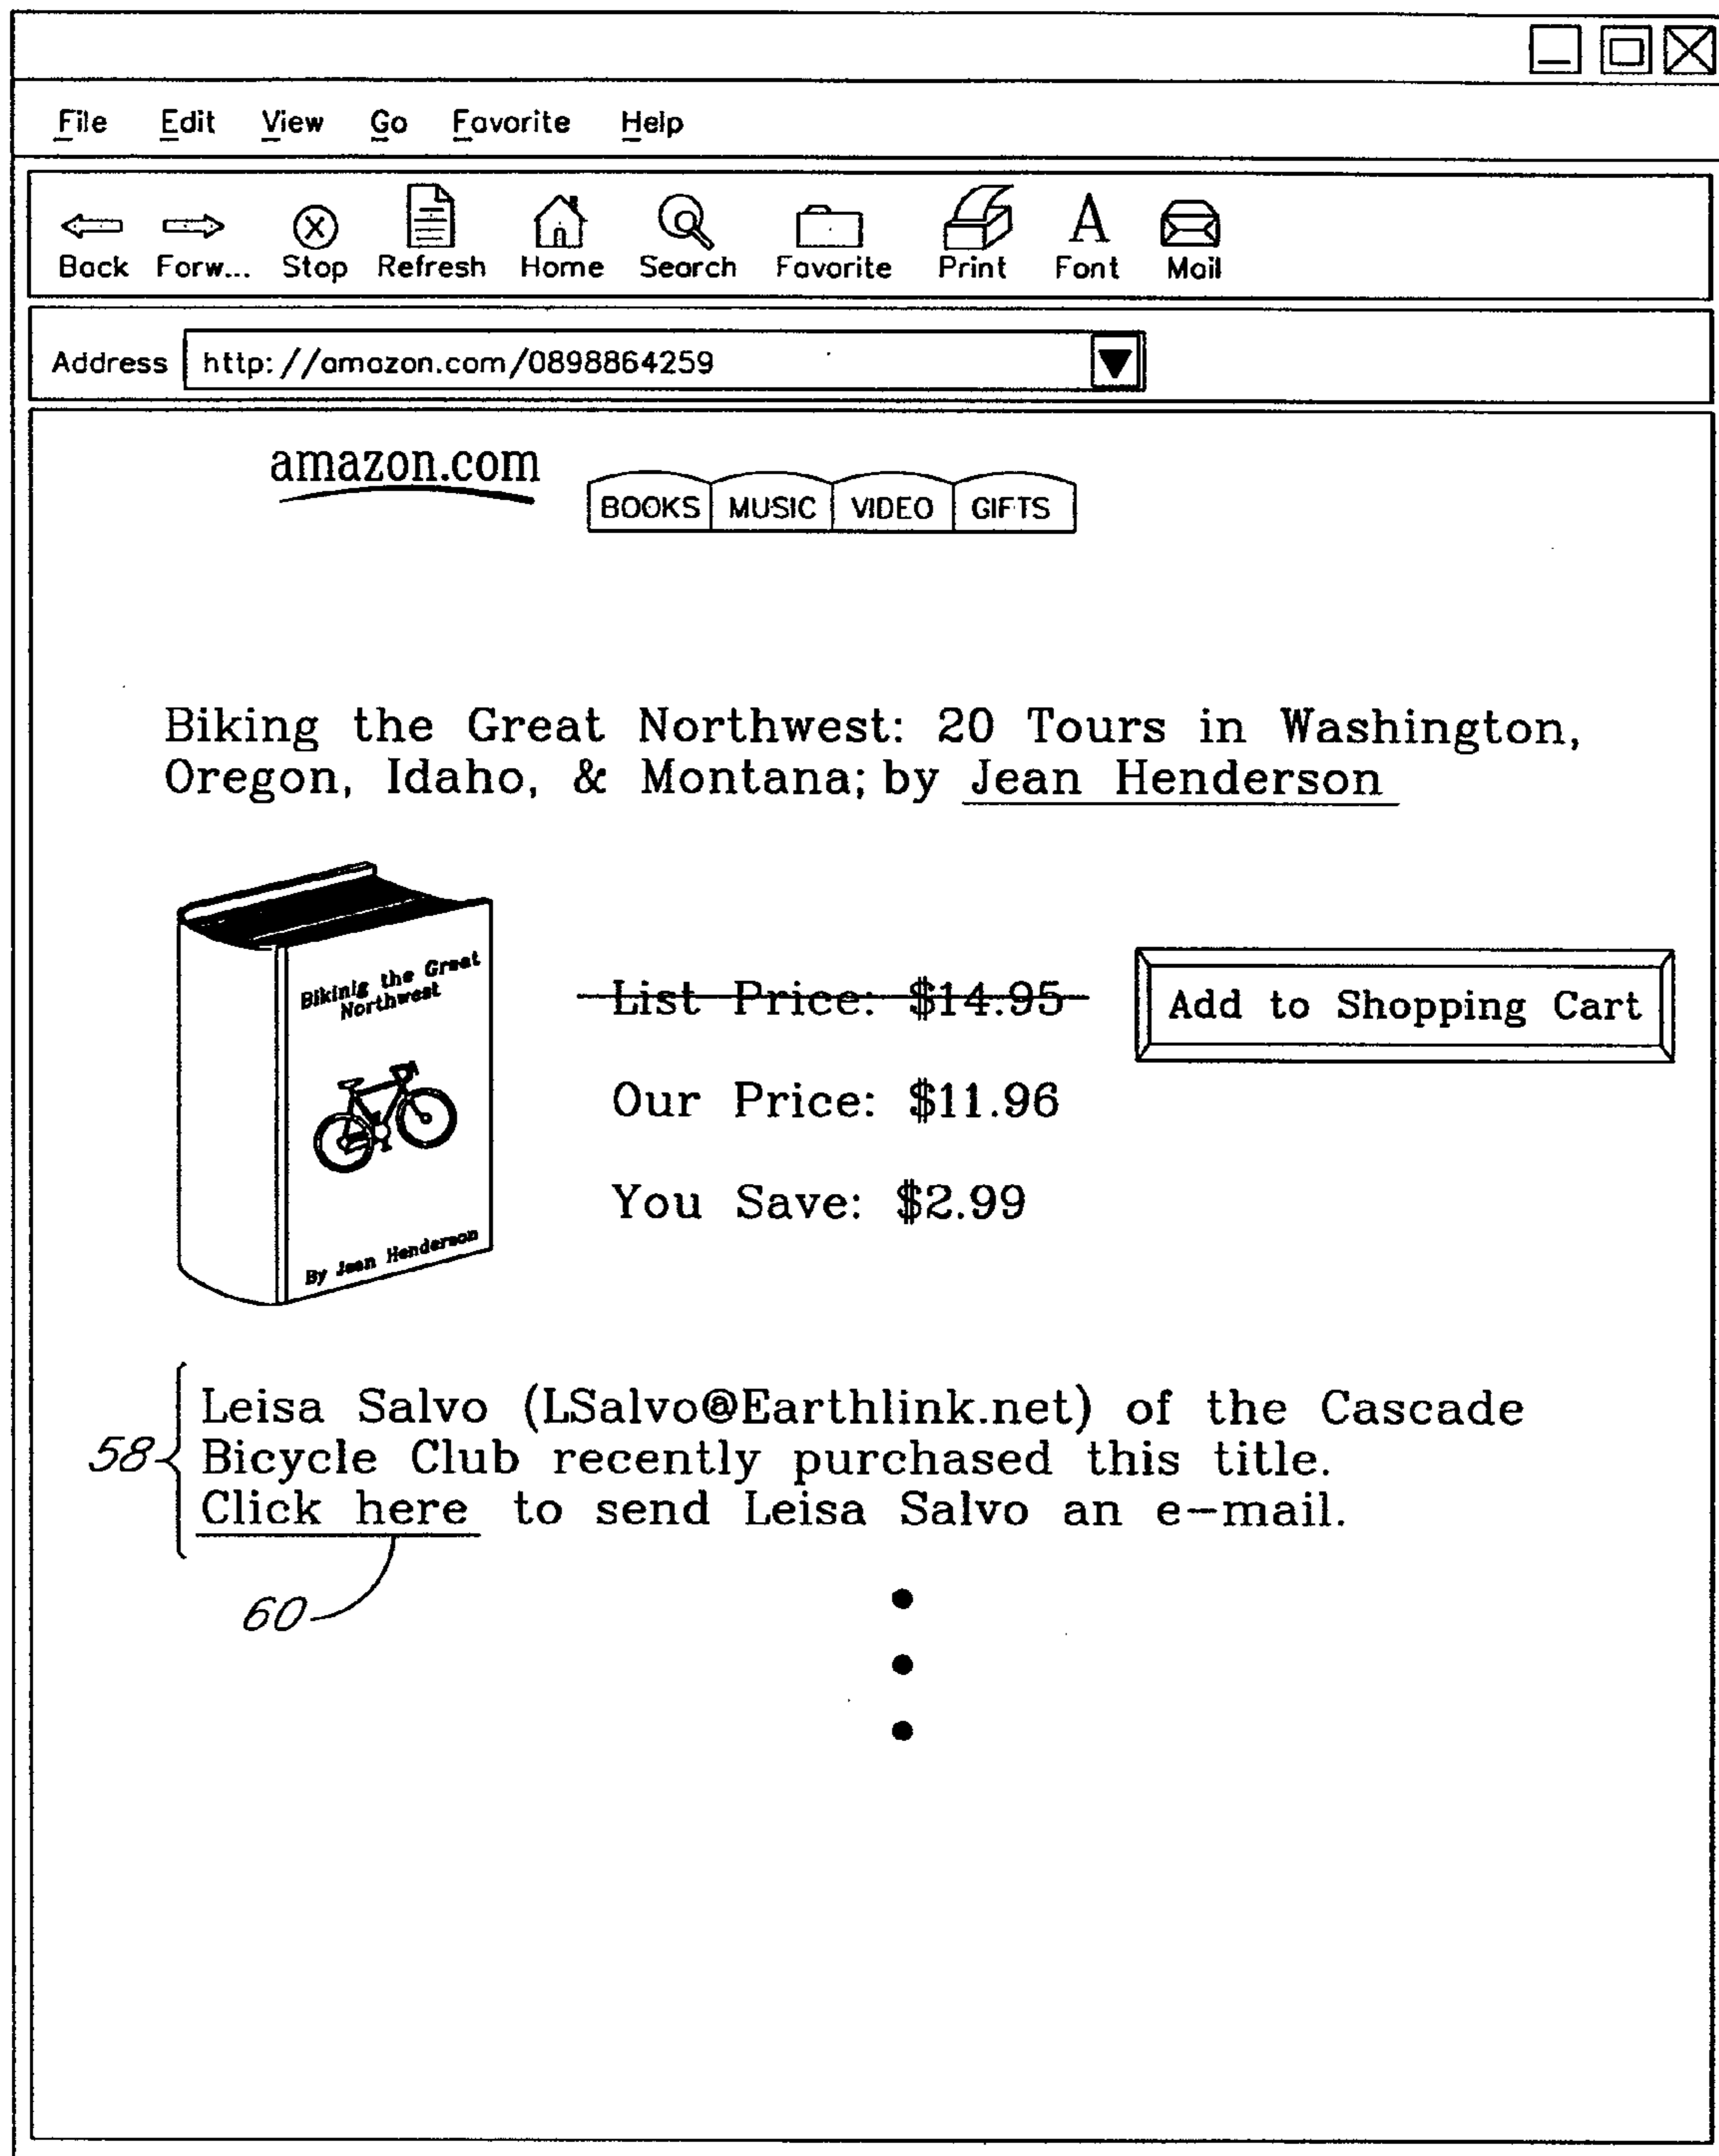 File Edit View Go Favorite Help
Back Forw... Stop Refresh Home Search Favorite Print Font Mail
A
Address http://amazon.com/0898864259
amazon.com
BOOKS MUSIC VIDEO GIFTS
Biking the Great Northwest: 20 Tours in Washington,
Oregon, Idaho, & Montana; by Jean Henderson
Bikinig the Great
Northwest
By Jean Henderson
List Price: $14.95
Add to Shopping Cart
Our Price: $11.96
You Save: $2.99
58
Leisa Salvo (LSalvo@Earthlink.net) of the Cascade
Bicycle Club recently purchased this title.
Click here to send Leisa Salvo an e-mail.
60